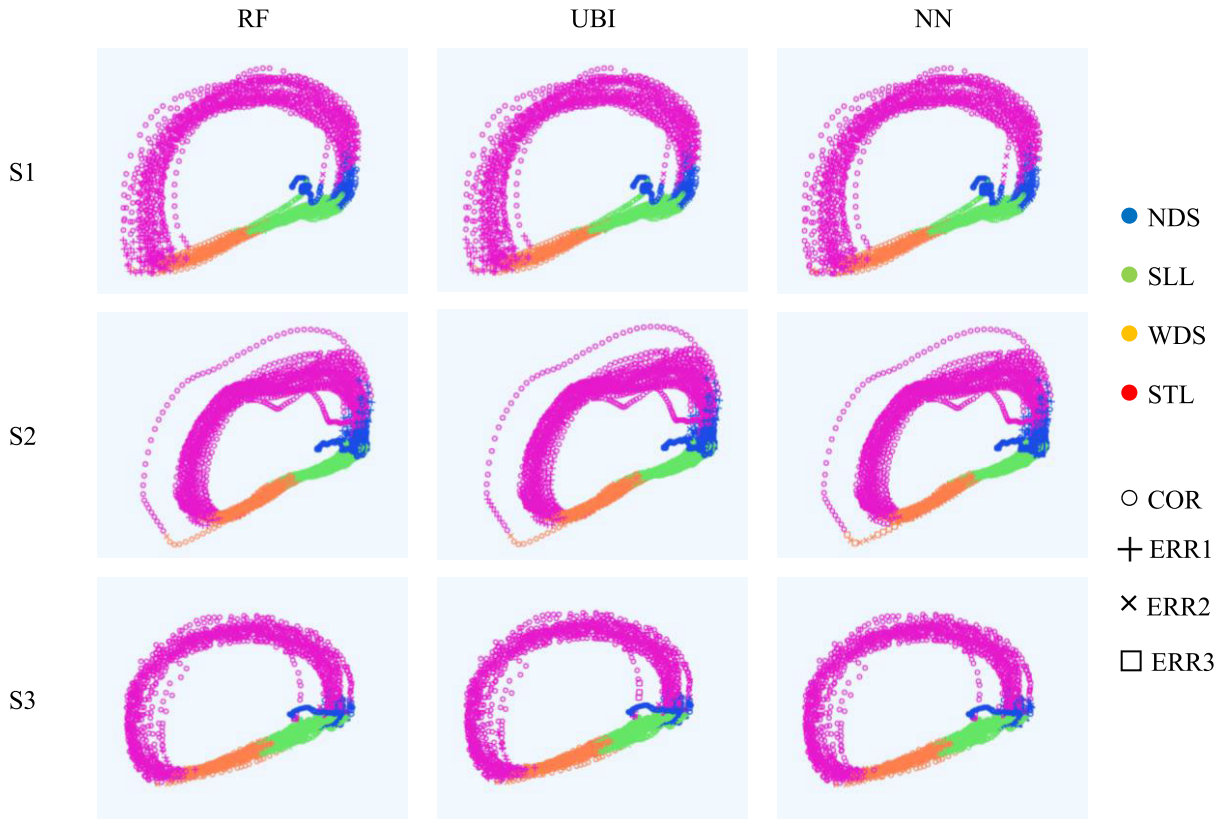 RF UBI NN
S1
NDS
SLL
WDS
STL
S2
COR
ERR1
ERR2
ERR3
S3